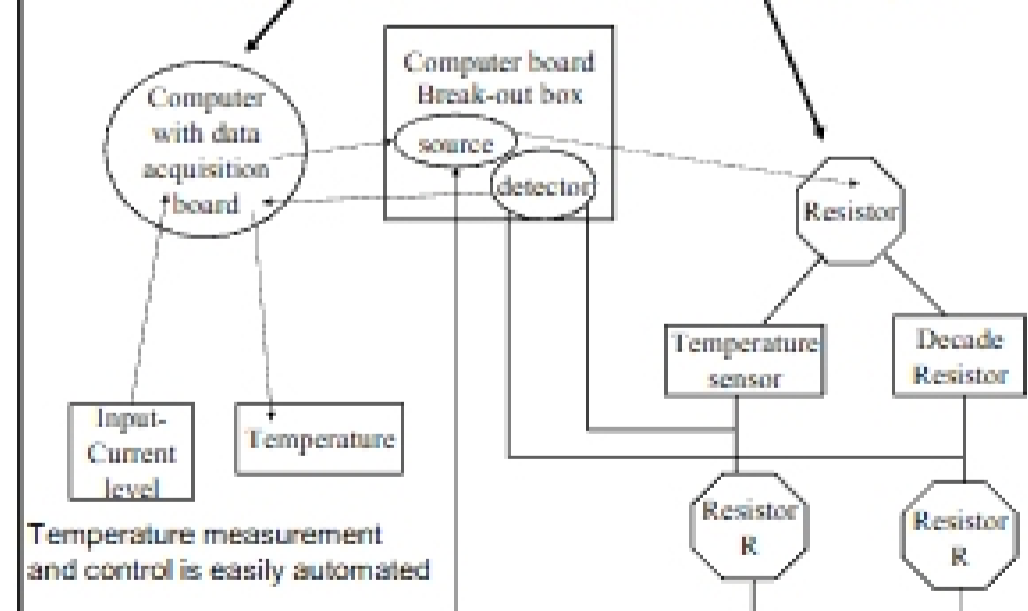 Computer
with data
acquisition
board
Computer board
Break-out box
source
detector
Resistor
Temperature
sensor
Decade
Resistor
Input-
Current
level
Temperature
Resistor
R
Resistor
R
Temperature measurement
and control is easily automated